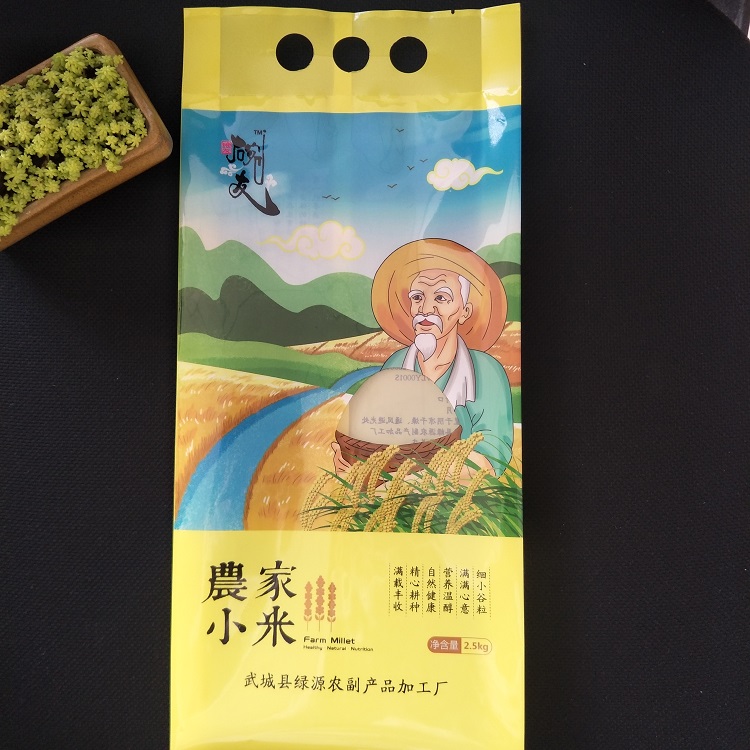 TM
農家
小米
Farm Millet
Healthy Natural Nutrition
细小谷粒
满满心意
营养温醇
自然健康
精心耕种
满载丰收
净含量 2.5kg
武城县绿源农副产品加工厂